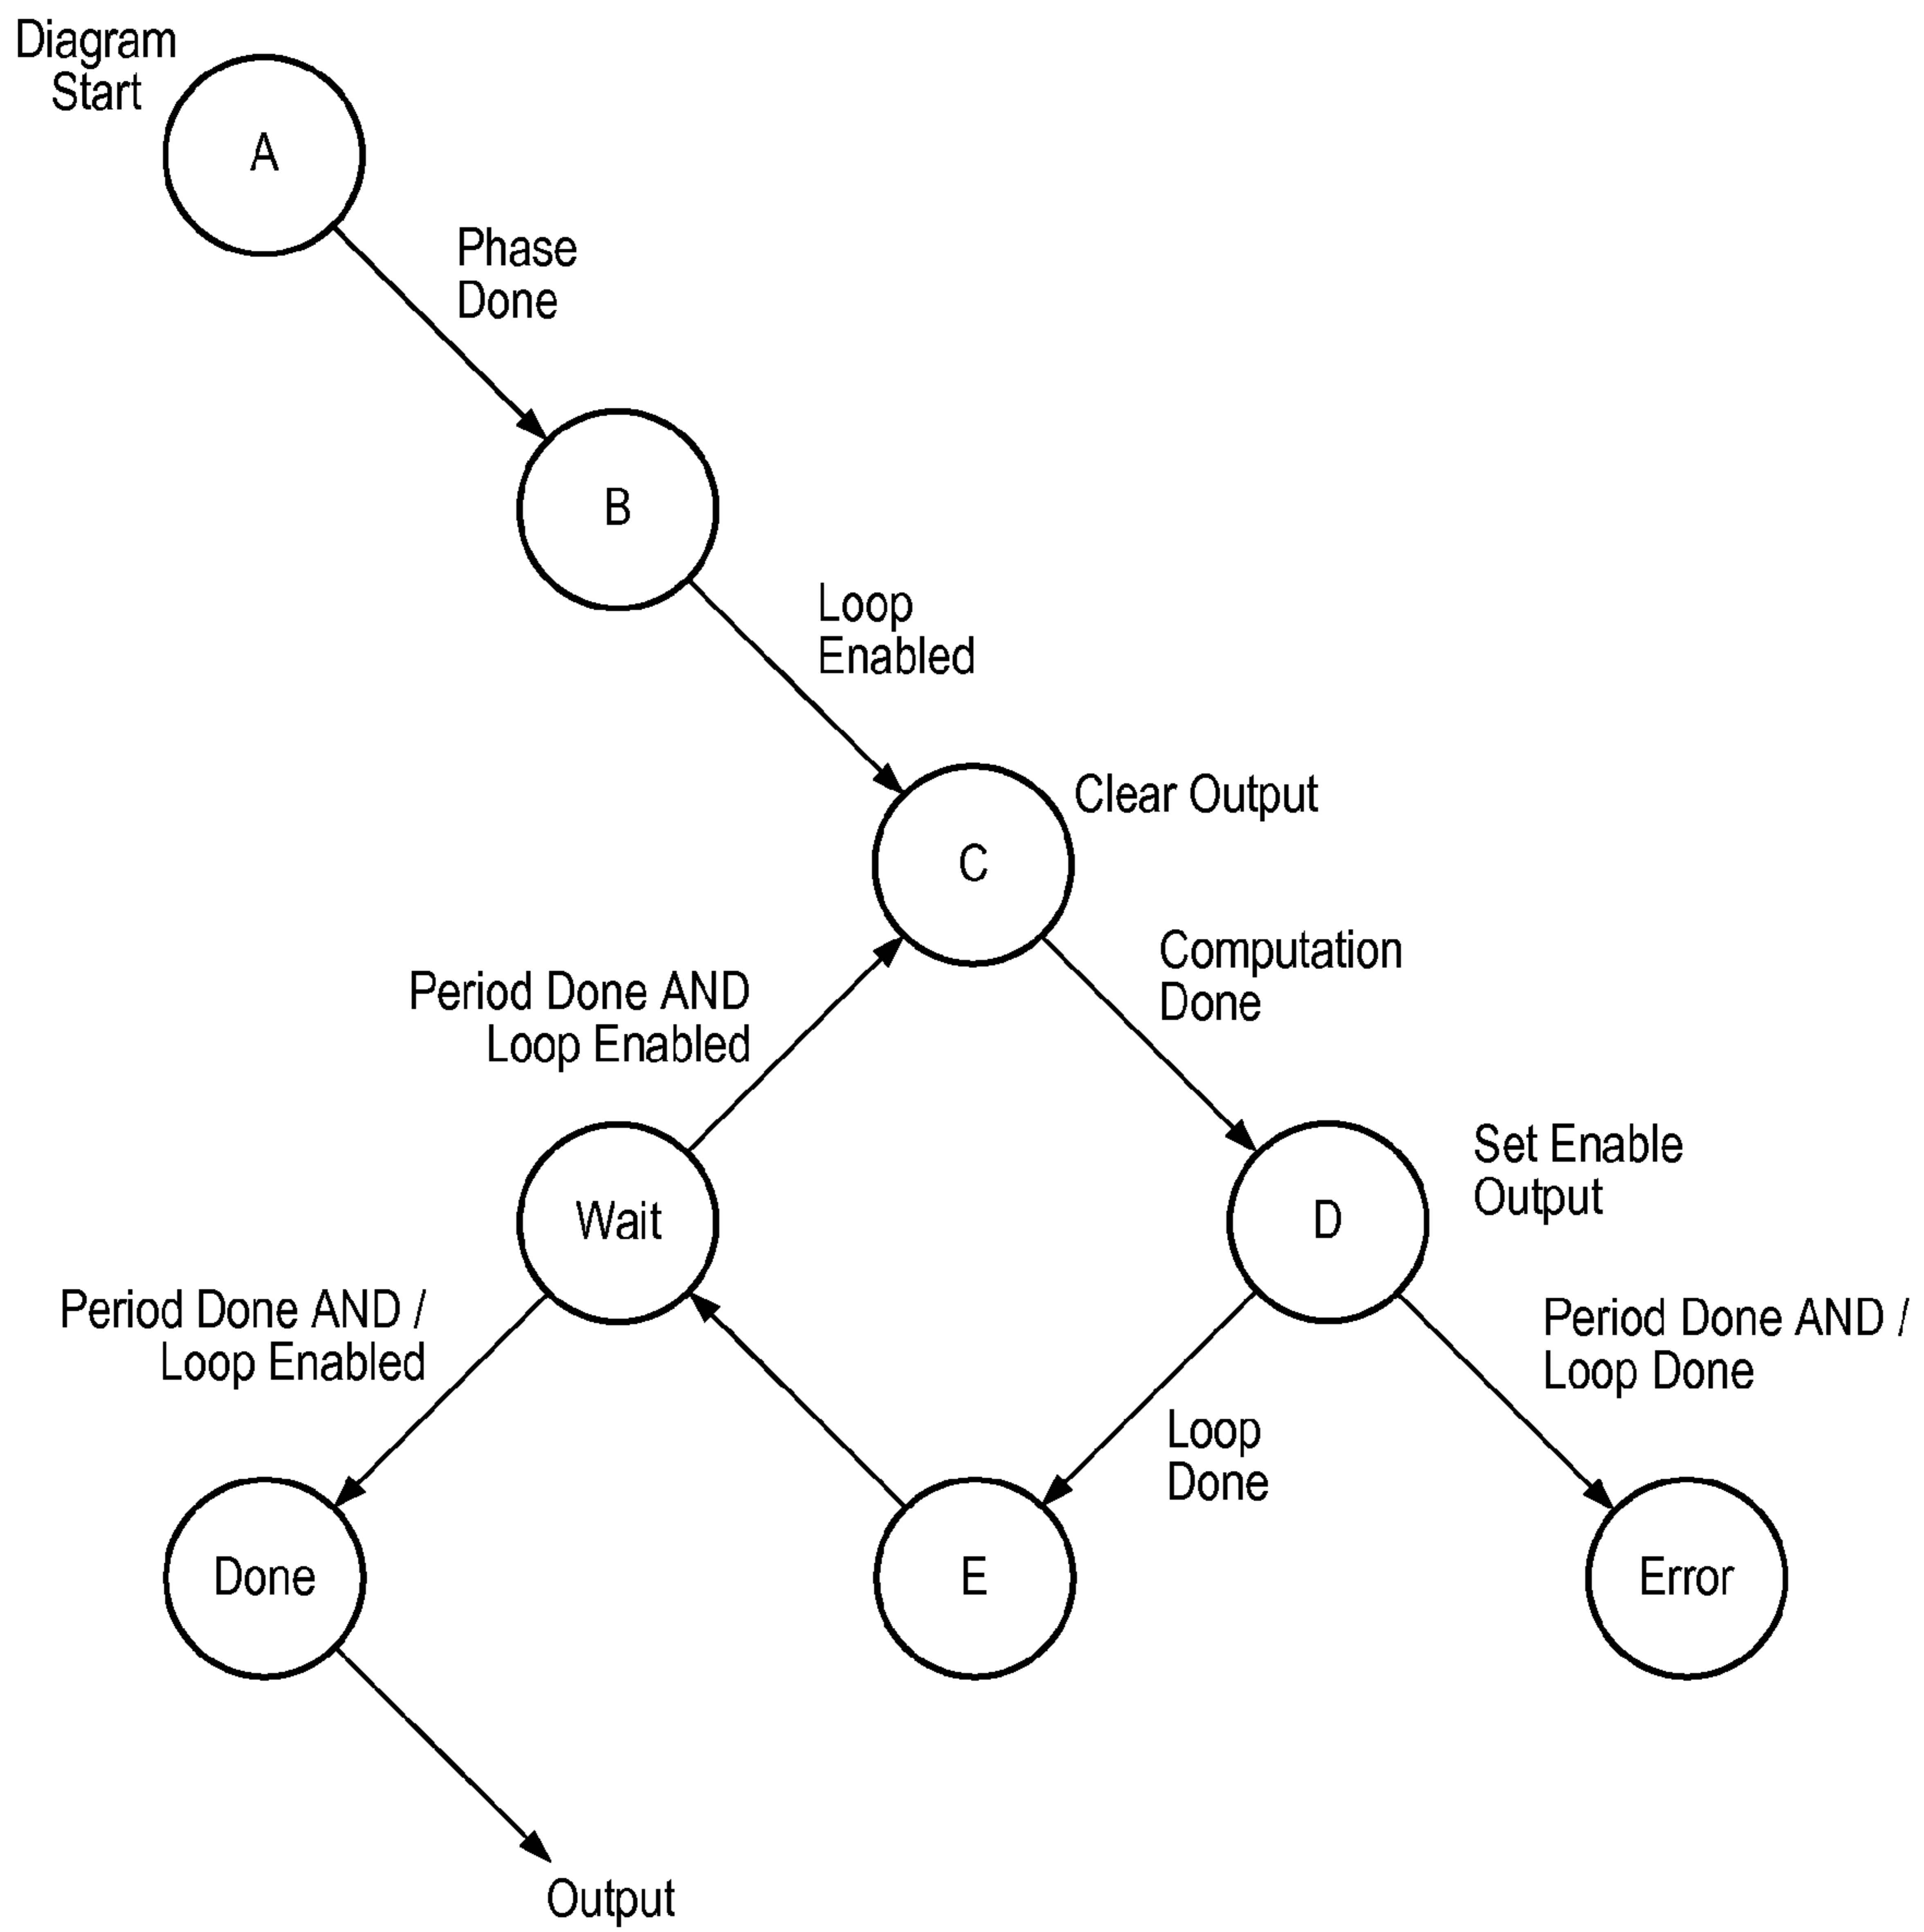 Diagram
Start
A
Phase
Done
B
Loop
Enabled
C
Clear Output
Computation
Done
Period Done AND
Loop Enabled
Wait
D
Set Enable
Output
Period Done AND /
Loop Enabled
Period Done AND /
Loop Done
Loop
Done
Done
E
Error
Output